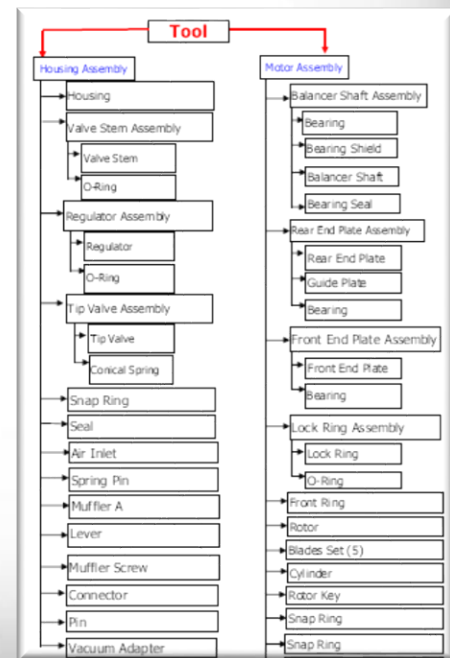 Tool
Housing Assembly
Housing
Valve Stem Assembly
Valve Stem
O-Ring
Regulator Assembly
Regulator
O-Ring
Tip Valve Assembly
Tip Valve
Conical Spring
Snap Ring
Seal
Air Inlet
Spring Pin
Muffler A
Lever
Muffler Screw
Connector
Pin
Vacuum Adapter
Motor Assembly
Balancer Shaft Assembly
Bearing
Bearing Shield
Balancer Shaft
Bearing Seal
Rear End Plate Assembly
Rear End Plate
Guide Plate
Bearing
Front End Plate Assembly
Front End Plate
Bearing
Lock Ring Assembly
Lock Ring
O-Ring
Front Ring
Rotor
Blades Set (5)
Cylinder
Rotor Key
Snap Ring
Snap Ring